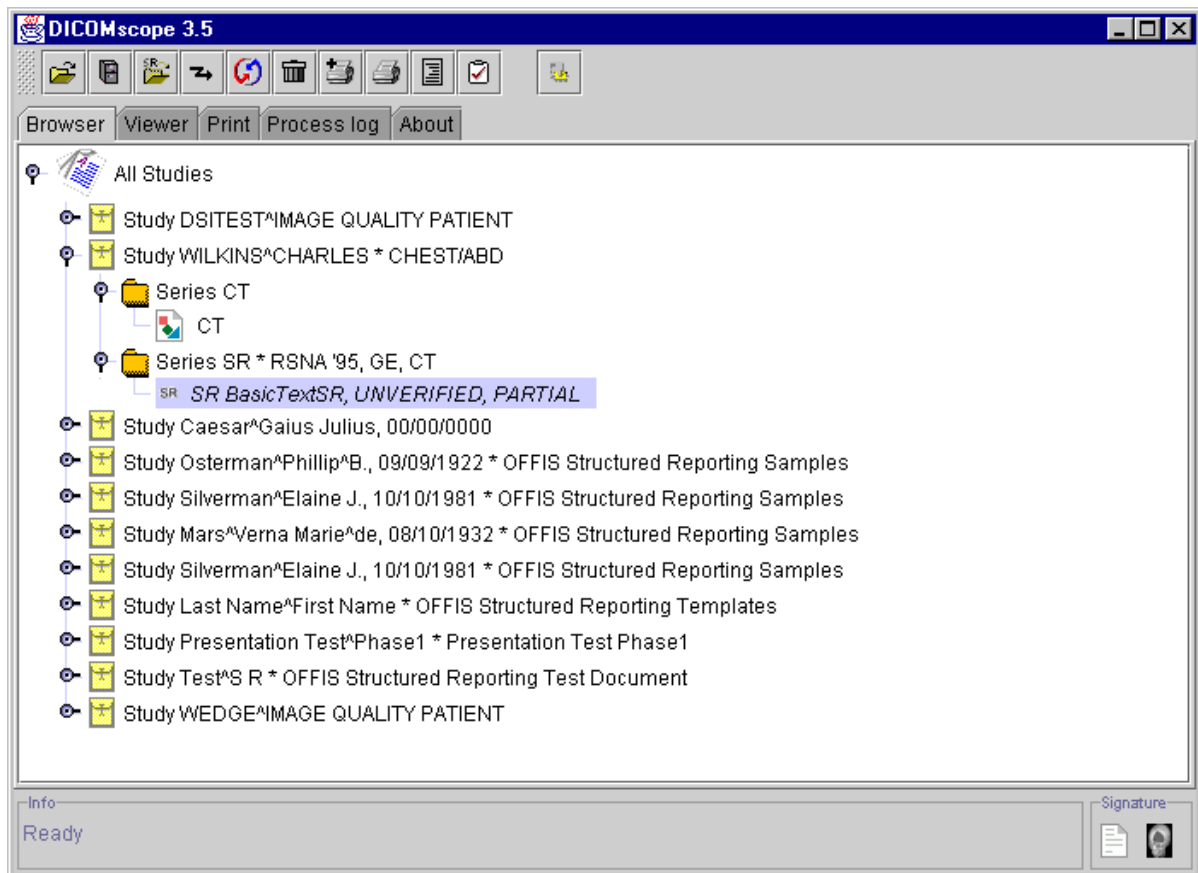 DICOMscope 3.5
SR
Browser Viewer Print Process log About
All Studies
Study DSITEST^IMAGE QUALITY PATIENT
Study WILKINS^CHARLES * CHEST/ABD
Series CT
CT
Series SR * RSNA '95, GE, CT
SR SR BasicTextSR, UNVERIFIED, PARTIAL
Study Caesar^Gaius Julius, 00/00/0000
Study Osterman^Phillip^B., 09/09/1922 * OFFIS Structured Reporting Samples
Study Silverman^Elaine J., 10/10/1981 * OFFIS Structured Reporting Samples
Study Mars^Verna Marie^de, 08/10/1932 * OFFIS Structured Reporting Samples
Study Silverman^Elaine J., 10/10/1981 * OFFIS Structured Reporting Samples
Study Last Name^First Name * OFFIS Structured Reporting Templates
Study Presentation Test^Phase1 * Presentation Test Phase1
Study Test^S R * OFFIS Structured Reporting Test Document
Study WEDGE^IMAGE QUALITY PATIENT
Info Signature
Ready